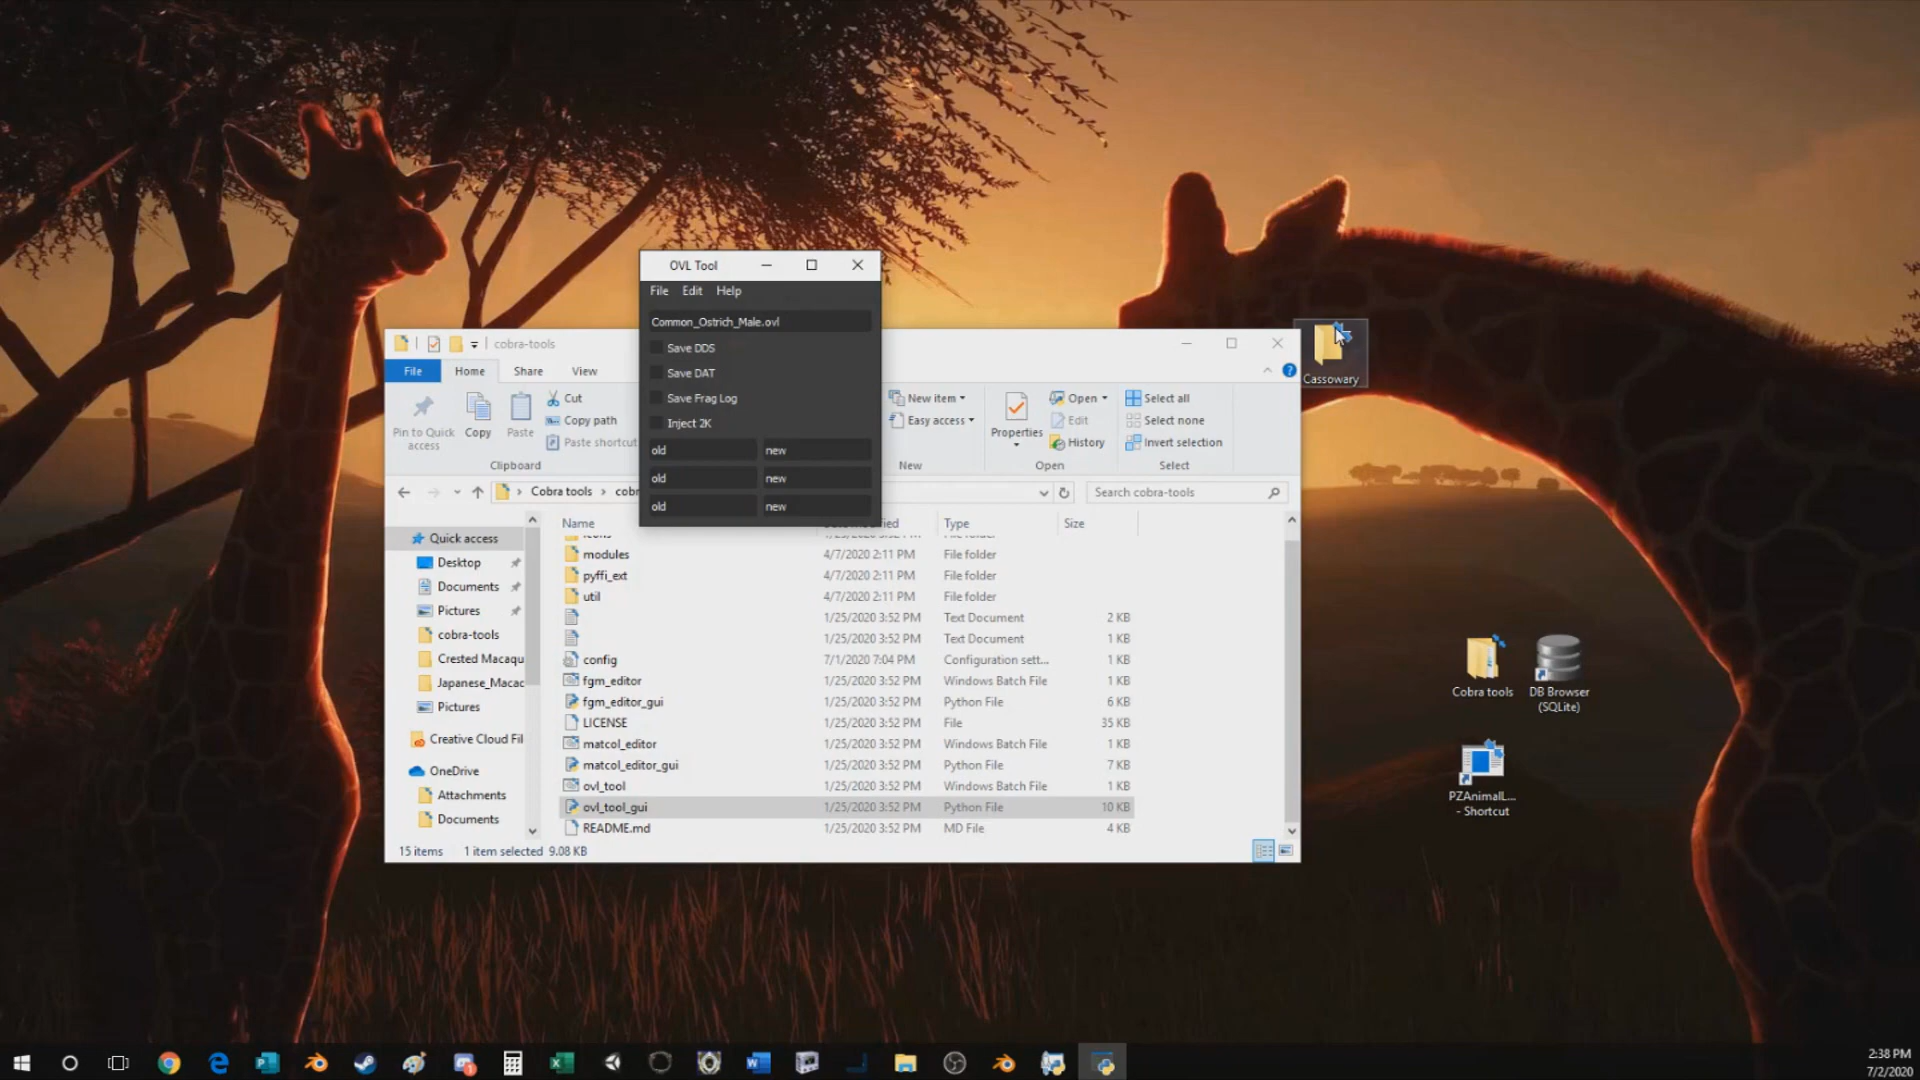 OVL Tool
File Edit Help
Common_Ostrich_Male.ovl
Save DDS
Save DAT
Save Frag Log
Inject 2K
old new
old new
old new
cobra-tools
File Home Share View
Pin to Quick access
Copy
Paste
Cut
Copy path
Paste shortcut
Clipboard
New item
Easy access
New
Properties
Open
Edit
History
Open
Select all
Select none
Invert selection
Select
Cobra tools
Search cobra-tools
Name Type Size
modules 4/7/2020 2:11 PM File folder
pyffi_ext 4/7/2020 2:11 PM File folder
util 4/7/2020 2:11 PM File folder
1/25/2020 3:52 PM Text Document 2 KB
1/25/2020 3:52 PM Text Document 1 KB
config 7/1/2020 7:04 PM Configuration sett... 1 KB
fgm_editor 1/25/2020 3:52 PM Windows Batch File 1 KB
fgm_editor_gui 1/25/2020 3:52 PM Python File 6 KB
LICENSE 1/25/2020 3:52 PM File 35 KB
matcol_editor 1/25/2020 3:52 PM Windows Batch File 1 KB
matcol_editor_gui 1/25/2020 3:52 PM Python File 7 KB
ovl_tool 1/25/2020 3:52 PM Windows Batch File 1 KB
ovl_tool_gui 1/25/2020 3:52 PM Python File 10 KB
README.md 1/25/2020 3:52 PM MD File 4 KB
Quick access
Desktop
Documents
Pictures
cobra-tools
Crested Macaqu
Japanese_Macac
Pictures
Creative Cloud Fil
OneDrive
Attachments
Documents
15 items 1 item selected 9.08 KB
Cassowary
Cobra tools
DB Browser
(SQLite)
PZAnimalL...
- Shortcut
2:38 PM
7/2/2020